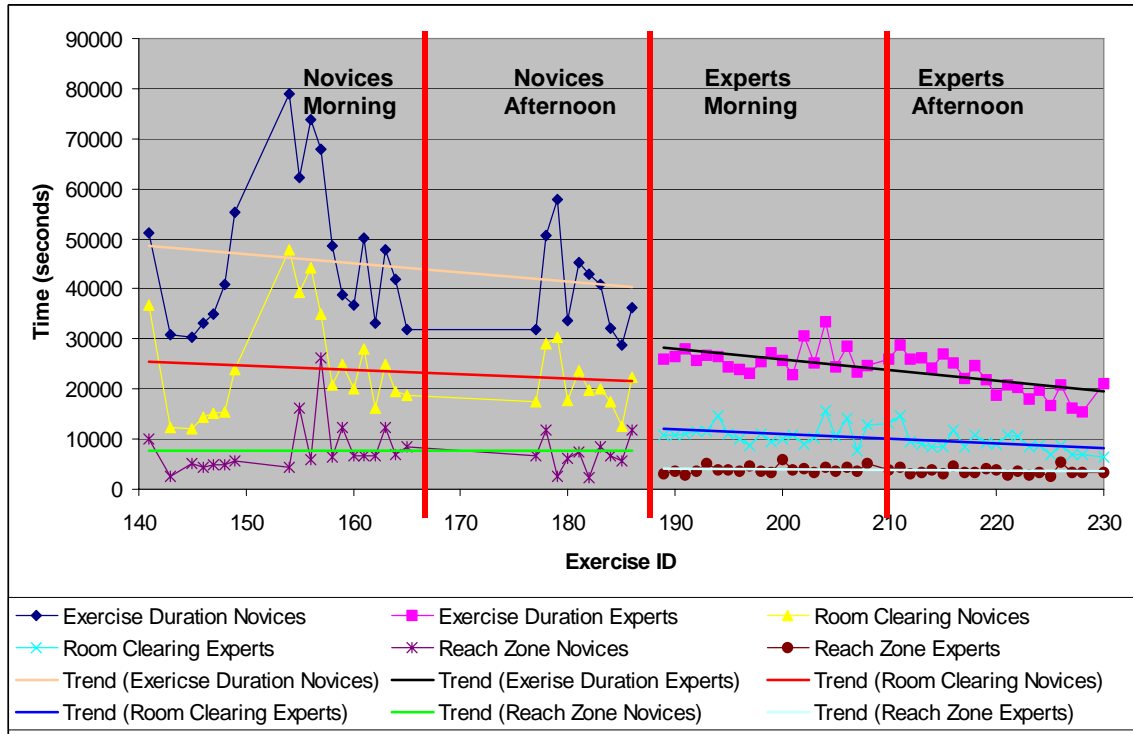 90000
80000
70000
60000
50000
40000
30000
20000
10000
0
Time (seconds)
Novices Morning
Novices Afternoon
Experts Morning
Experts Afternoon
140 150 160 170 180 190 200 210 220 230
Exercise ID
Exercise Duration Novices
Exercise Duration Experts
Room Clearing Novices
Room Clearing Experts
Reach Zone Novices
Reach Zone Experts
Trend (Exericse Duration Novices)
Trend (Exerise Duration Experts)
Trend (Room Clearing Novices)
Trend (Room Clearing Experts)
Trend (Reach Zone Novices)
Trend (Reach Zone Experts)